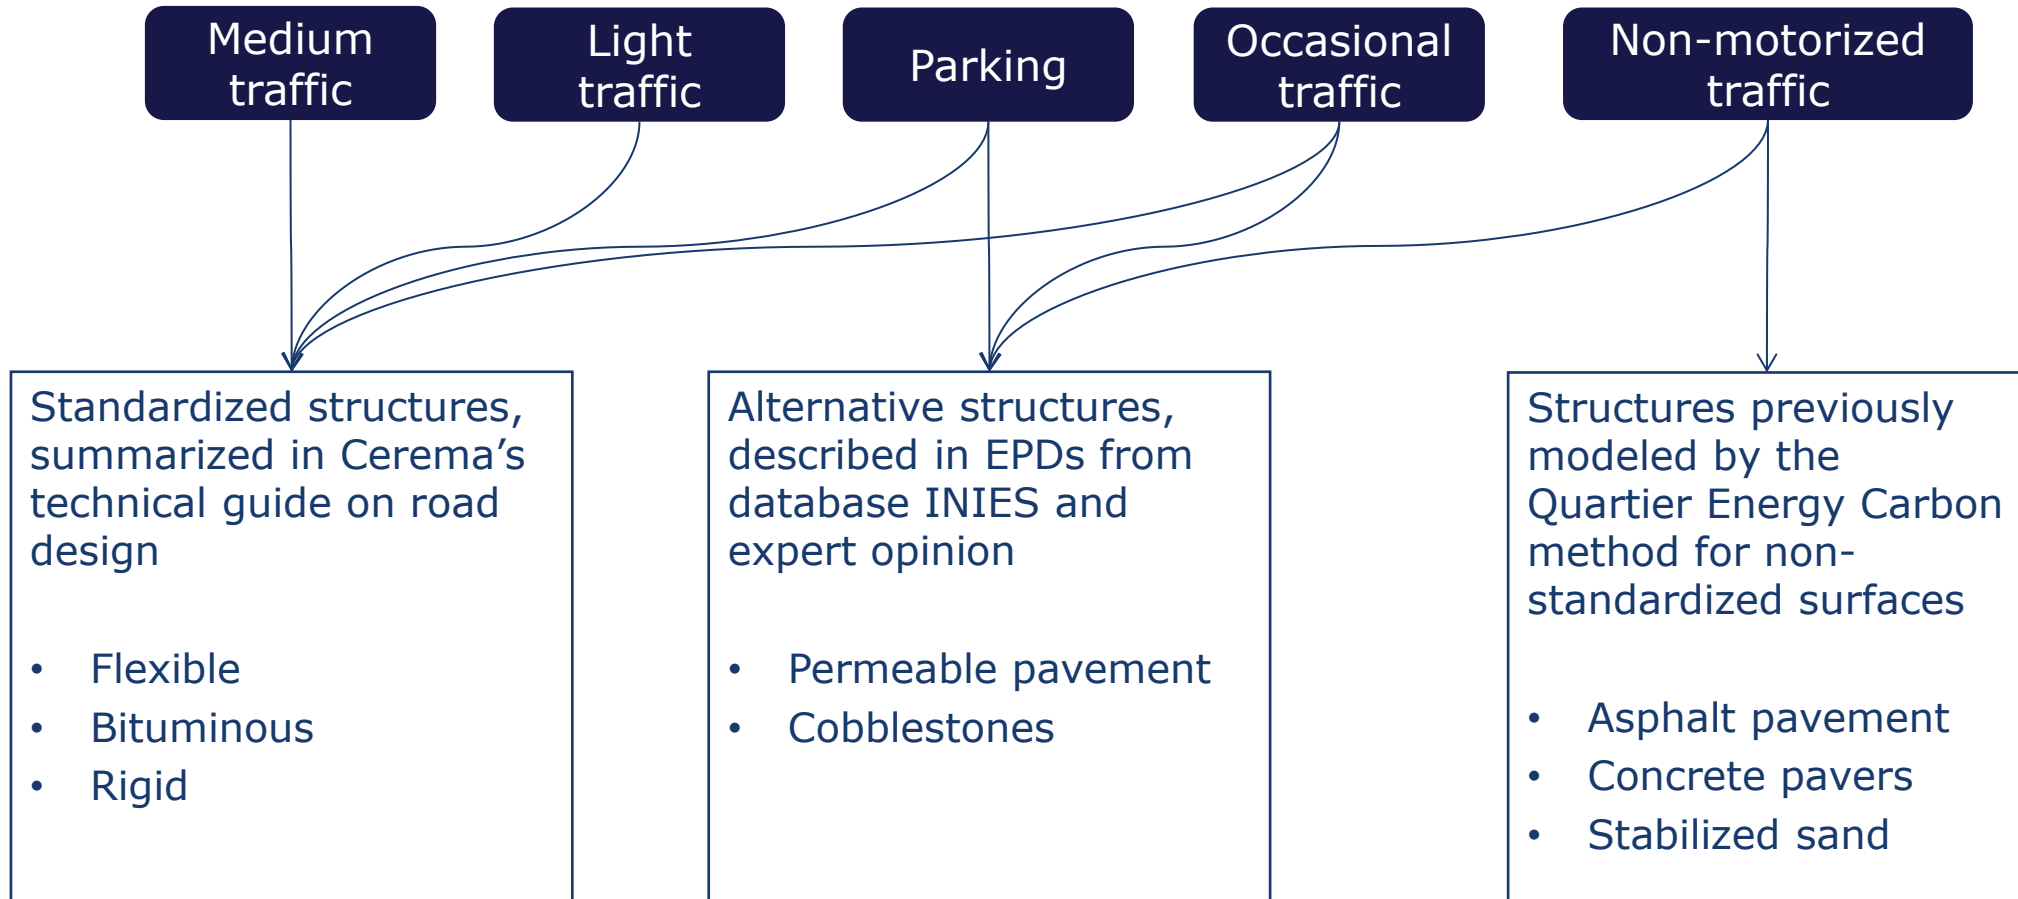 Medium
traffic
Light
traffic
Parking
Occasional
traffic
Non-motorized
traffic
Standardized structures,
summarized in Cerema’s
technical guide on road
design
• Flexible
• Bituminous
• Rigid
Alternative structures,
described in EPDs from
database INIES and
expert opinion
• Permeable pavement
• Cobblestones
Structures previously
modeled by the
Quartier Energy Carbon
method for non-
standardized surfaces
• Asphalt pavement
• Concrete pavers
• Stabilized sand